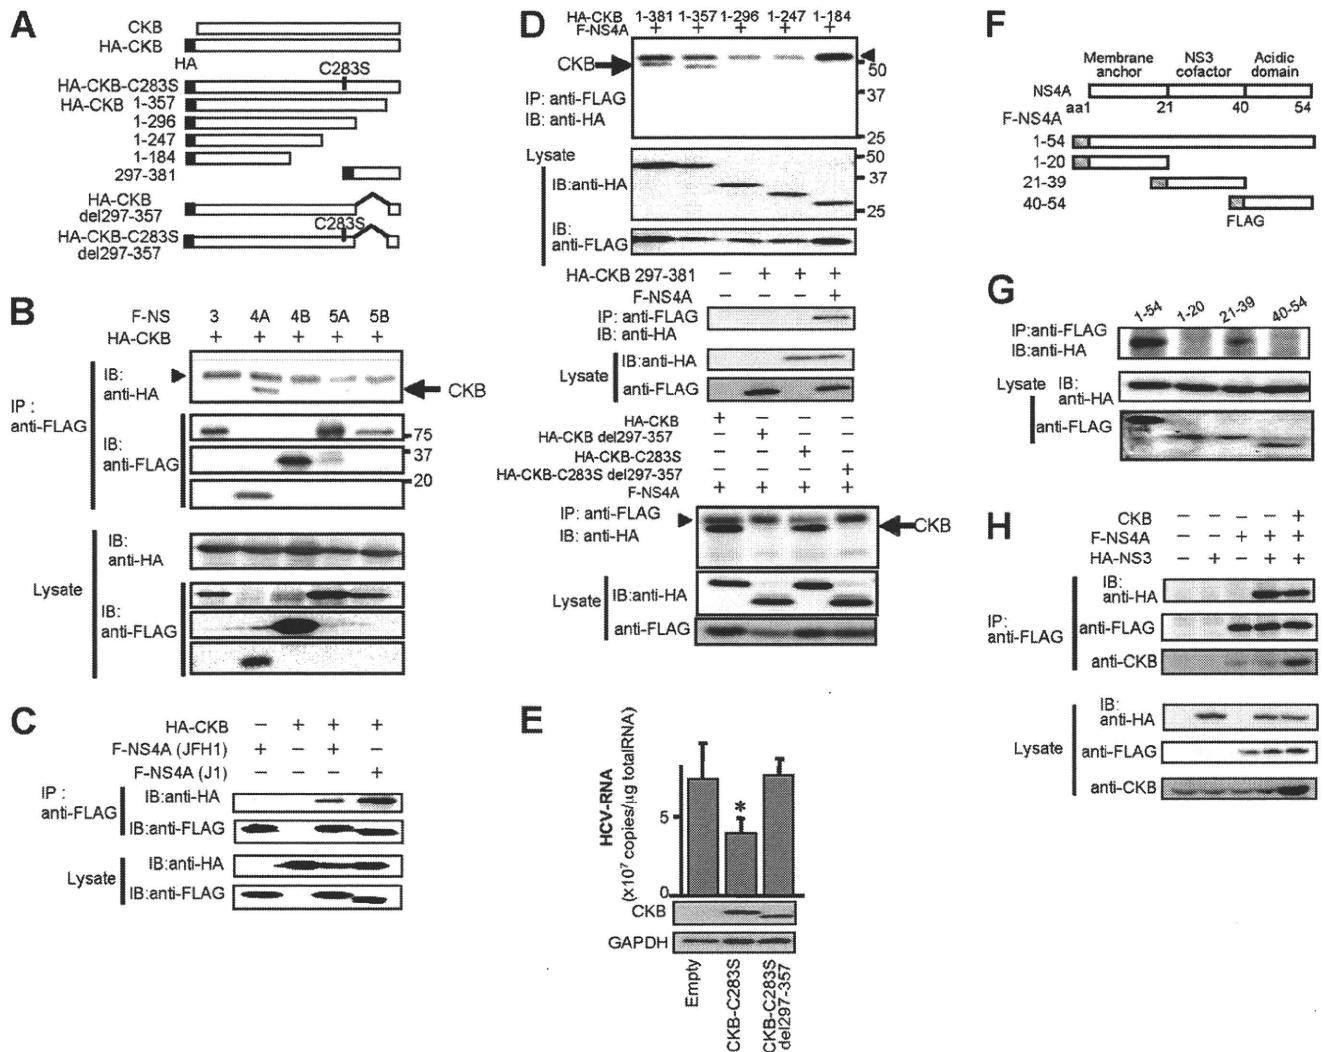 A
CKB
HA-CKB
HA
C283S
HA-CKB-C283S
HA-CKB 1-357
1-296
1-247
1-184
297-381
HA-CKB
del297-357
C283S
HA-CKB-C283S
del297-357
B
F-NS 3 4A 4B 5A 5B
HA-CKB + + + + +
IP :
anti-FLAG
IB:
anti-HA
CKB
IB:
anti-FLAG
75
37
20
Lysate
IB:
anti-HA
IB:
anti-FLAG
C
HA-CKB − + + +
F-NS4A (JFH1) + − + −
F-NS4A (J1) − − − +
IP :
anti-FLAG
IB:anti-HA
IB:anti-FLAG
Lysate
IB:anti-HA
IB:anti-FLAG
D
HA-CKB 1-381 1-357 1-296 1-247 1-184
F-NS4A + + + + +
CKB
50
37
25
IP: anti-FLAG
IB: anti-HA
Lysate
IB:anti-HA
50
37
25
IB:
anti-FLAG
HA-CKB 297-381 − + + +
F-NS4A − − − +
IP: anti-FLAG
IB: anti-HA
Lysate
IB:anti-HA
anti-FLAG
HA-CKB + − − −
HA-CKB del297-357 − + − −
HA-CKB-C283S − − + −
HA-CKB-C283S del297-357 − − − +
F-NS4A + + + +
IP: anti-FLAG
IB: anti-HA
CKB
Lysate
IB:anti-HA
anti-FLAG
E
HCV-RNA
(x10⁷ copies/μg totalRNA)
5
0
*
CKB
GAPDH
Empty
CKB-C283S
CKB-C283S
del297-357
F
Membrane
anchor
NS3
cofactor
Acidic
domain
NS4A
aa1 21 40 54
F-NS4A
1-54
1-20
21-39
40-54
FLAG
G
1-54 1-20 21-39 40-54
IP:anti-FLAG
IB:anti-HA
Lysate
IB:
anti-HA
anti-FLAG
H
CKB − − − − +
F-NS4A − − + + +
HA-NS3 − + − + +
IP:
anti-FLAG
IB:
anti-HA
anti-FLAG
anti-CKB
Lysate
IB:
anti-HA
anti-FLAG
anti-CKB